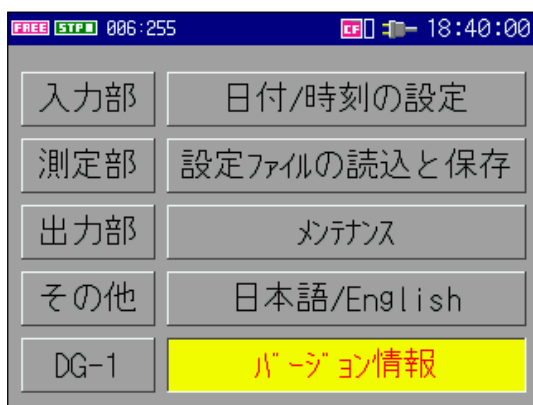 FREE STP 006:255 CF 18:40:00
入力部 日付/時刻の設定
測定部 設定ファイルの読込と保存
出力部 メンテナンス
その他 日本語/English
DG-1 バージョン情報